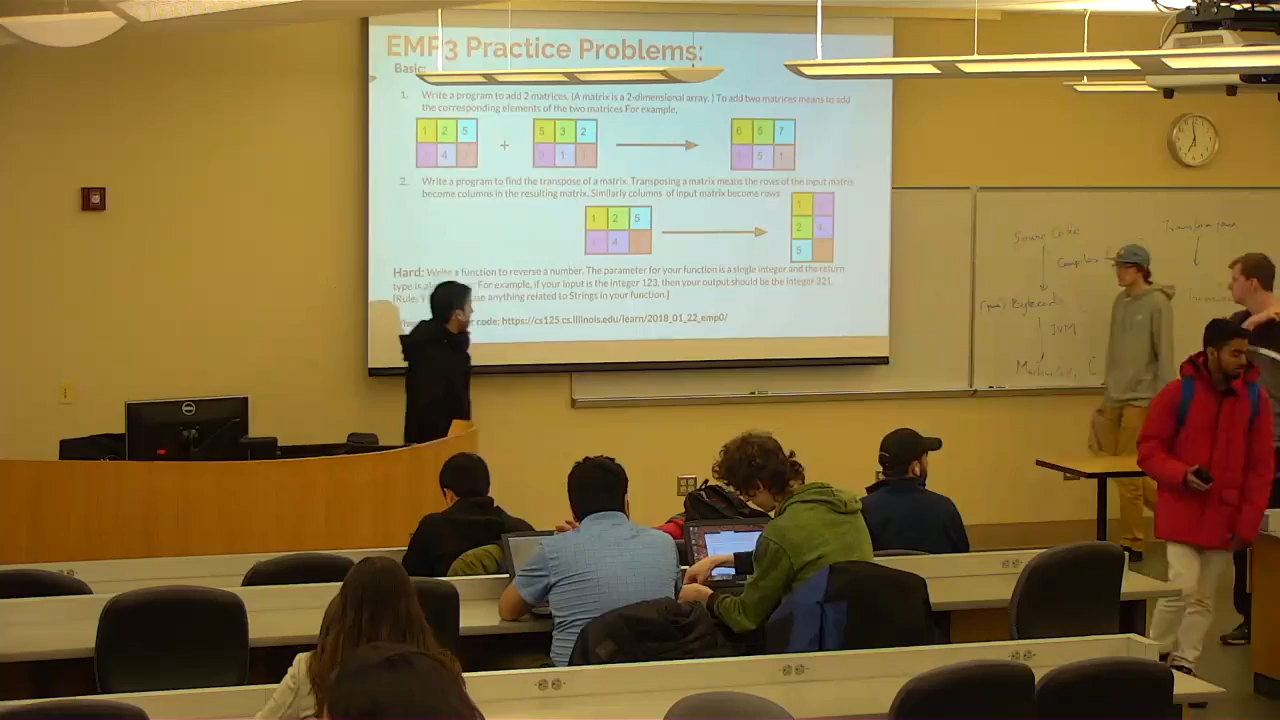 EMP3 Practice Problems:
Basic:
1. Write a program to add 2 matrices. (A matrix is a 2-dimensional array. ) To add two matrices means to add
the corresponding elements of the two matrices.For example,
1 2 5
4
+
5 3 2
1
6 5 7
5 1
2. Write a program to find the transpose of a matrix. Transposing a matrix means the rows of the input matrix
become columns in the resulting matrix. Similarly columns of input matrix become rows
1 2 5
4
1
2
5
Hard: Write a function to reverse a number. The parameter for your function is a single integer and the return
type is For example, if your input is the integer 123, then your output should be the integer 321.
[Rule: use anything related to Strings in your function.]
code: https://cs125.cs.illinois.edu/learn/2018_01_22_emp0/
DELL
Source Code
Compiler
Bytecode
JVM